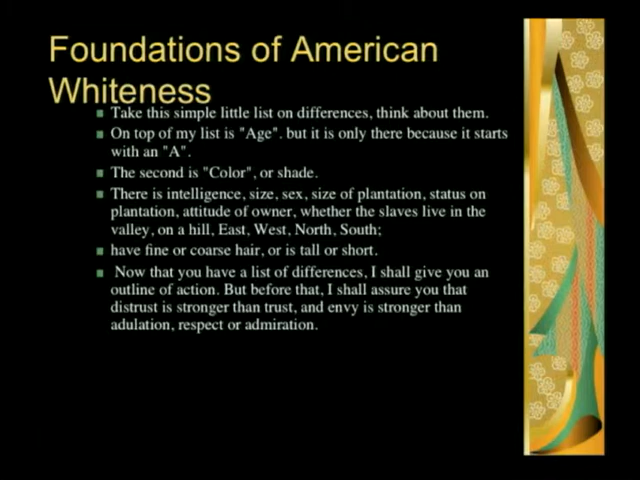 Foundations of American
Whiteness
Take this simple little list on differences, think about them.
On top of my list is "Age". but it is only there because it starts
with an "A".
The second is "Color", or shade.
There is intelligence, size, sex, size of plantation, status on
plantation, attitude of owner, whether the slaves live in the
valley, on a hill, East, West, North, South;
have fine or coarse hair, or is tall or short.
Now that you have a list of differences, I shall give you an
outline of action. But before that, I shall assure you that
distrust is stronger than trust, and envy is stronger than
adulation, respect or admiration.